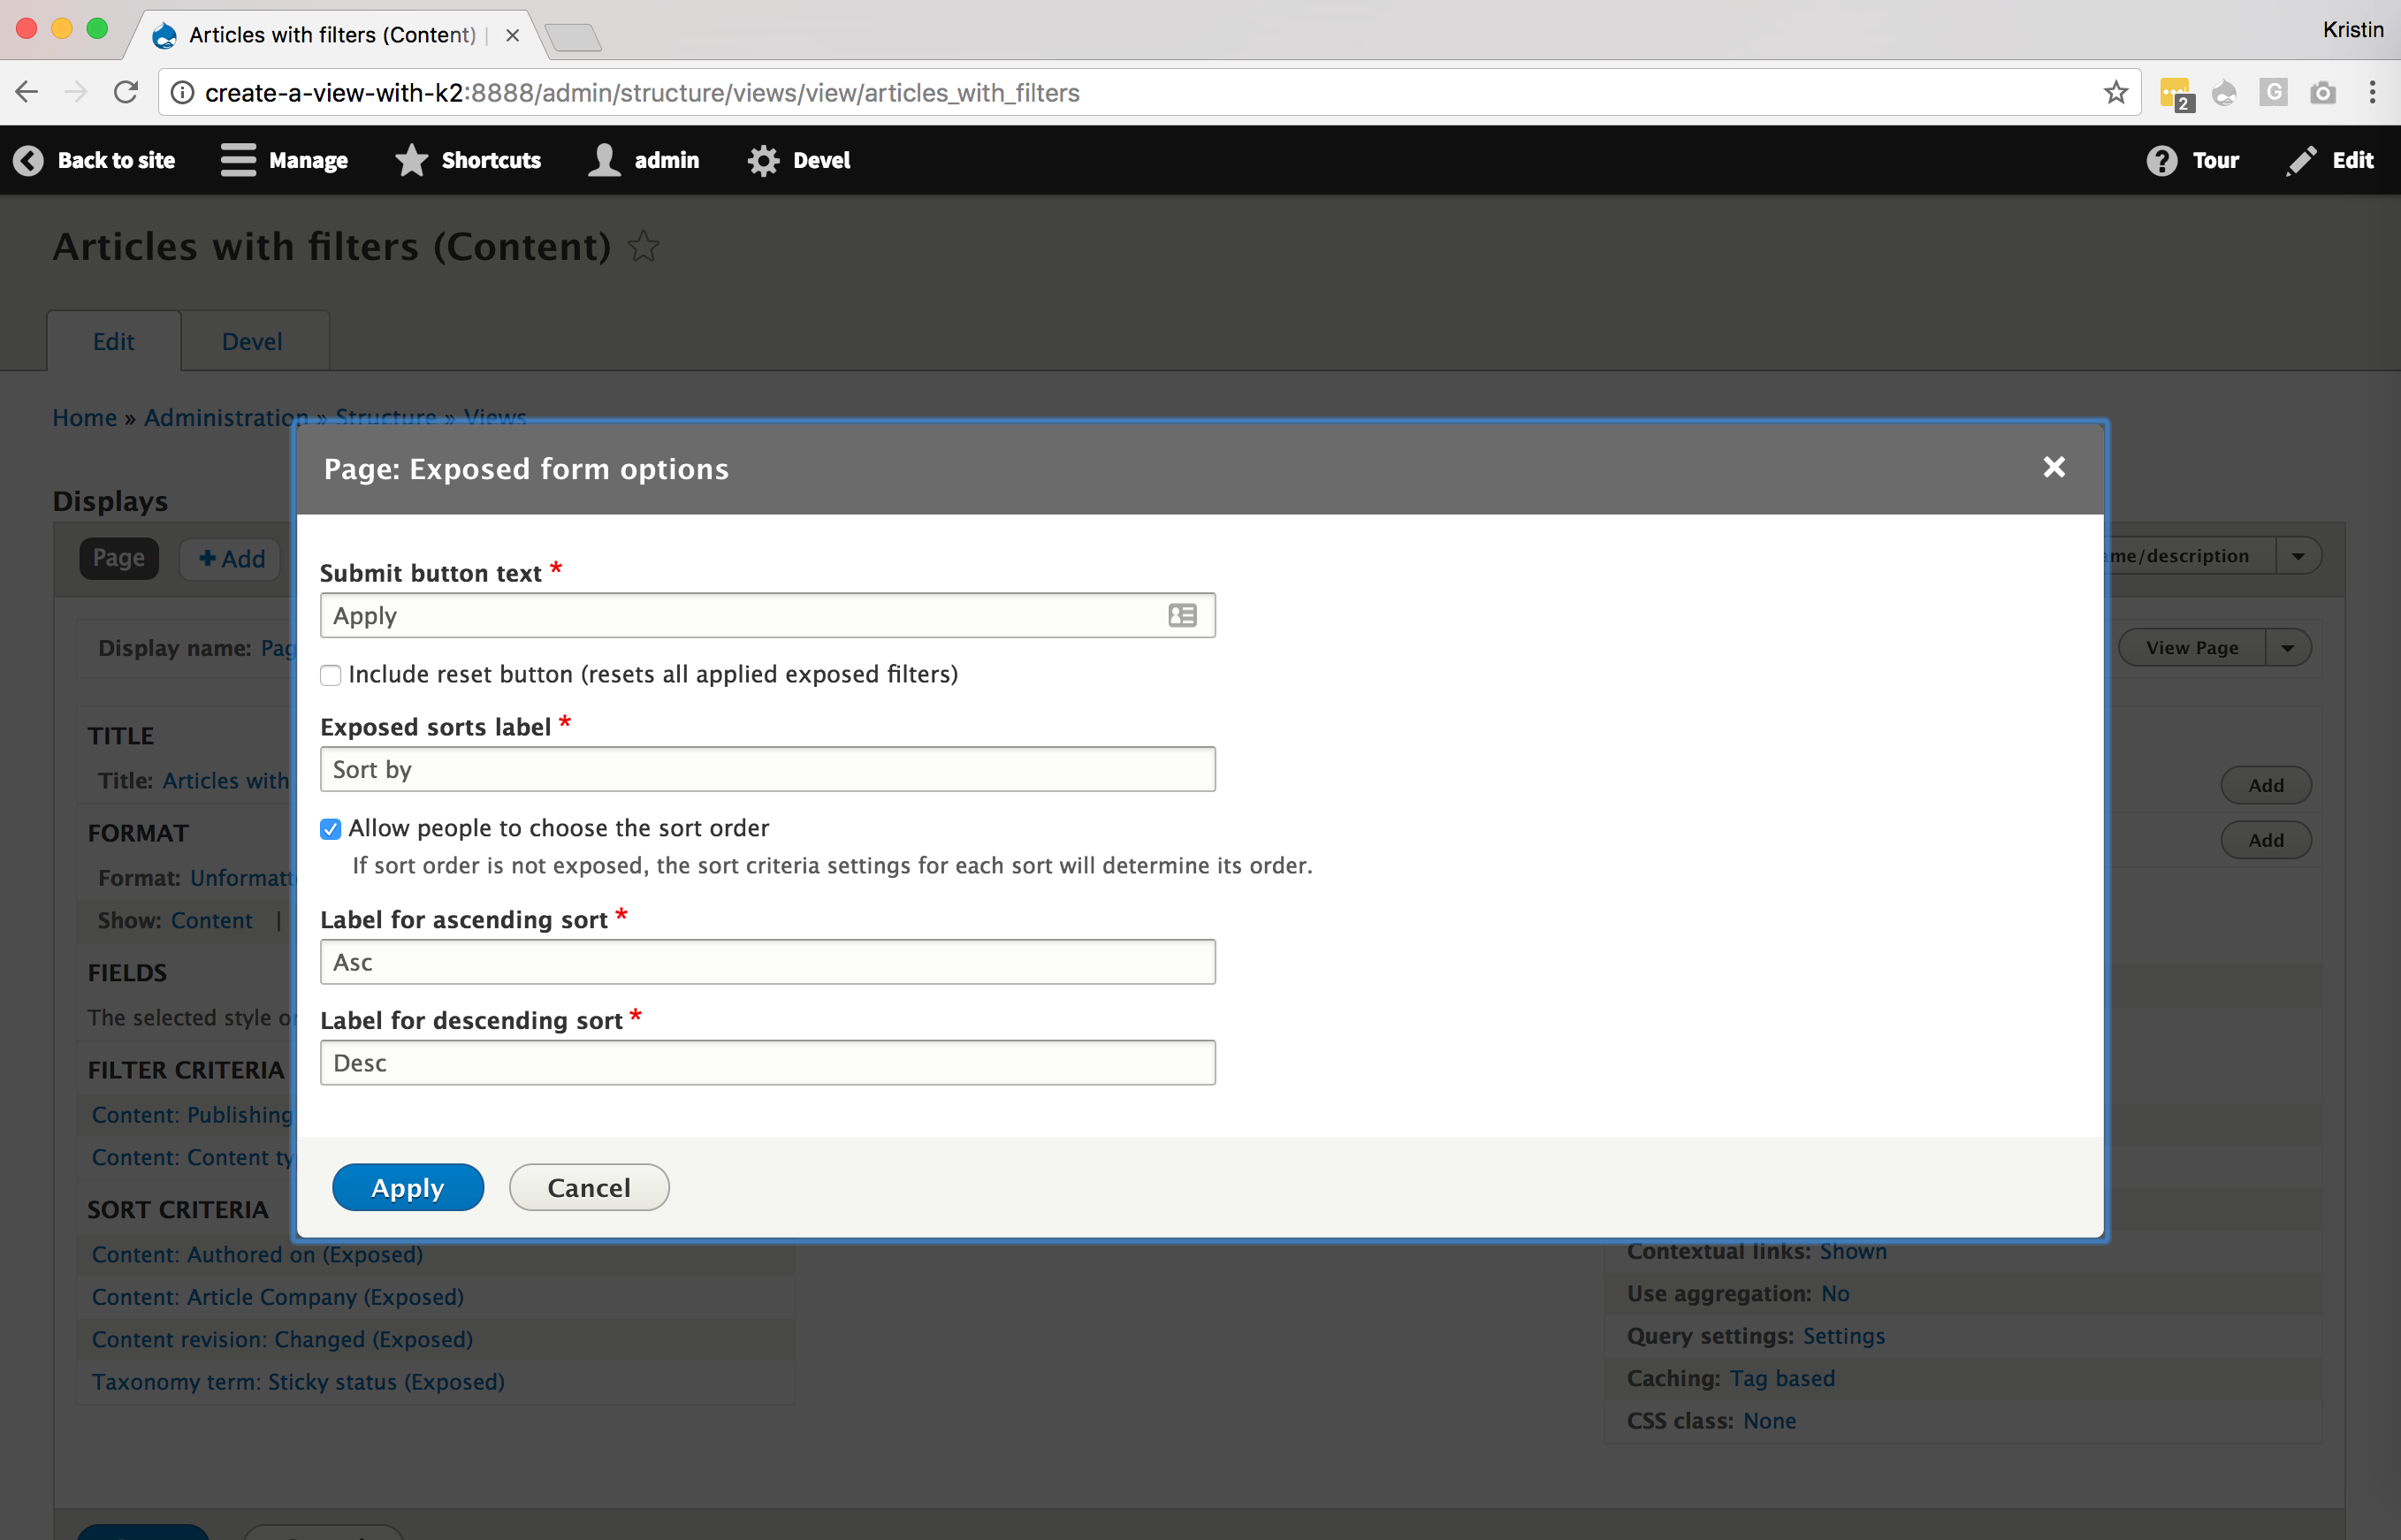 Articles with filters (Content) |
Kristin
create-a-view-with-k2:8888/admin/structure/views/view/articles_with_filters
2
G
Back to site Manage Shortcuts admin Devel Tour Edit
Articles with filters (Content)
Edit Devel
Home » Administration » Structure » Views
Page: Exposed form options
Displays
Page Add
me/description
Submit button text *
Apply
Display name: Pag
View Page
Include reset button (resets all applied exposed filters)
Exposed sorts label *
TITLE
Sort by
Title: Articles with
Add
Allow people to choose the sort order
FORMAT
Add
If sort order is not exposed, the sort criteria settings for each sort will determine its order.
Format: Unformatt
Label for ascending sort *
Show: Content |
Asc
FIELDS
The selected style o
Label for descending sort *
Desc
FILTER CRITERIA
Content: Publishing
Content: Content ty
Apply Cancel
SORT CRITERIA
Content: Authored on (Exposed)
Contextual links: Shown
Content: Article Company (Exposed)
Use aggregation: No
Content revision: Changed (Exposed)
Query settings: Settings
Taxonomy term: Sticky status (Exposed)
Caching: Tag based
CSS class: None